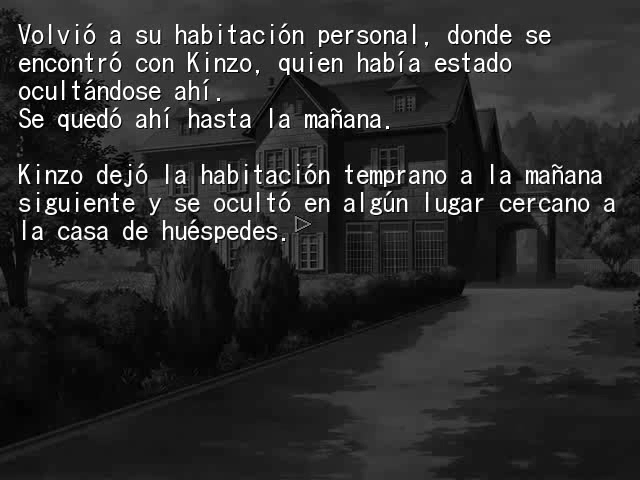 Volvió a su habitación personal, donde se
encontró con Kinzo, quien había estado
ocultándose ahí.
Se quedó ahí hasta la mañana.
Kinzo dejó la habitación temprano a la mañana
siguiente y se ocultó en algún lugar cercano a
la casa de huéspedes.